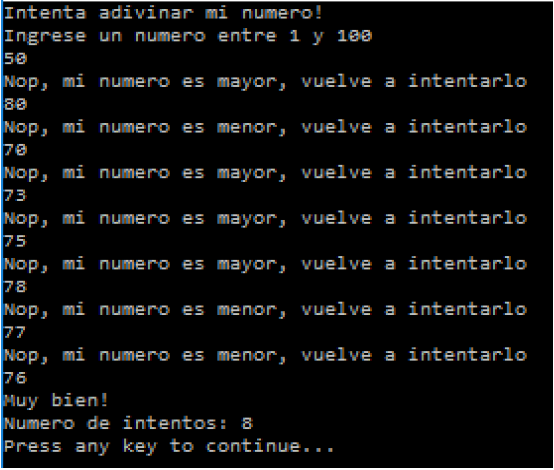 Intenta adivinar mi numero!
Ingrese un numero entre 1 y 100
50
Nop, mi numero es mayor, vuelve a intentarlo
80
Nop, mi numero es menor, vuelve a intentarlo
70
Nop, mi numero es mayor, vuelve a intentarlo
73
Nop, mi numero es mayor, vuelve a intentarlo
75
Nop, mi numero es mayor, vuelve a intentarlo
78
Nop, mi numero es menor, vuelve a intentarlo
77
Nop, mi numero es menor, vuelve a intentarlo
76
Muy bien!
Numero de intentos: 8
Press any key to continue...